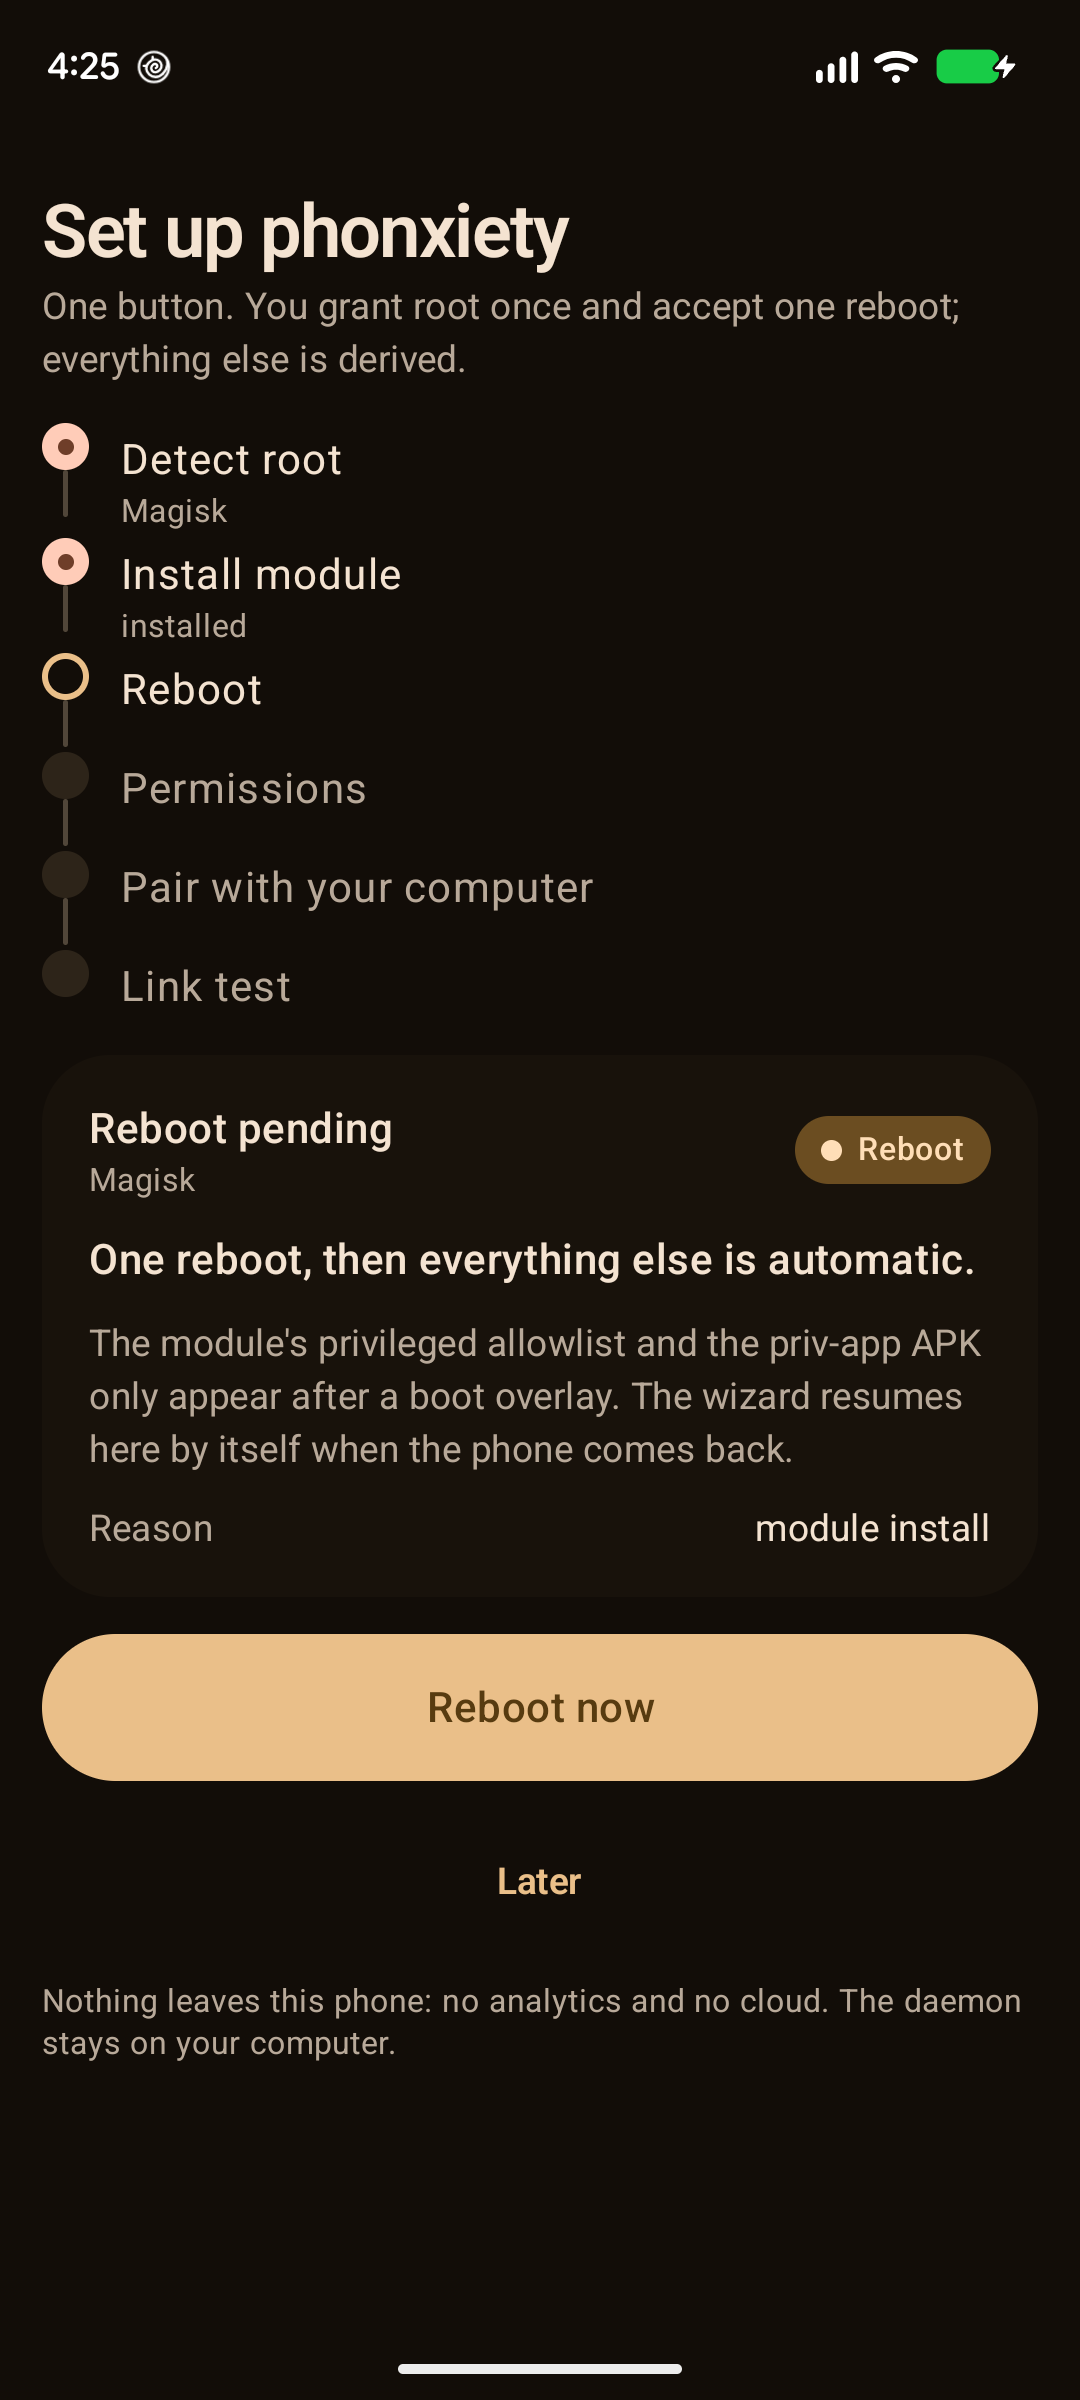 4:25
Set up phonxiety
One button. You grant root once and accept one reboot;
everything else is derived.
Detect root
Magisk
Install module
installed
Reboot
Permissions
Pair with your computer
Link test
Reboot pending
Magisk
Reboot
One reboot, then everything else is automatic.
The module's privileged allowlist and the priv-app APK
only appear after a boot overlay. The wizard resumes
here by itself when the phone comes back.
Reason module install
Reboot now
Later
Nothing leaves this phone: no analytics and no cloud. The daemon
stays on your computer.